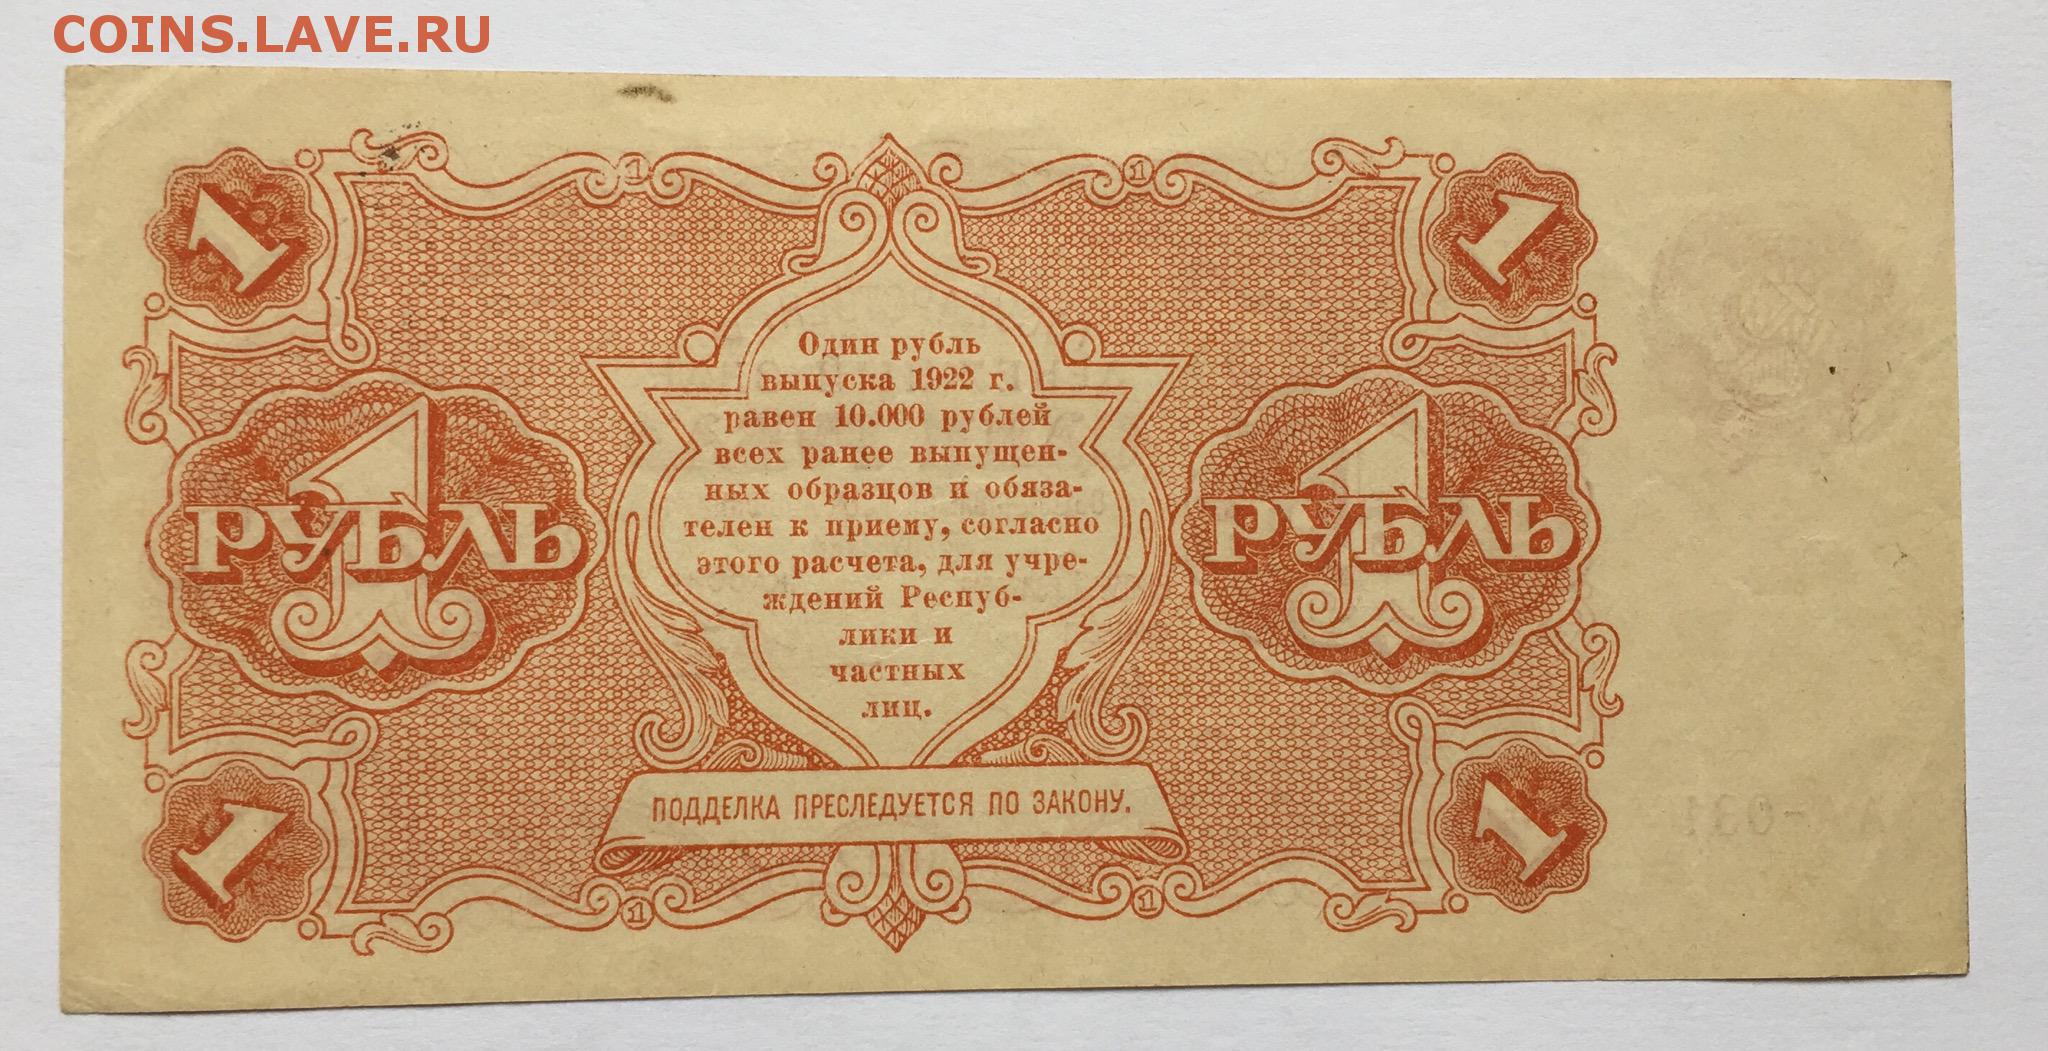 COINS.LAVE.RU
1
1
1
1
Один рубль
выпуска 1922 г.
равен 10.000 рублей
всех ранее выпущен-
ных образцов и обяза-
телен к приему, согласно
этого расчета, для учре-
ждений Респуб-
лики и
частных
лиц.
1
РУБЛЬ
1
РУБЛЬ
ПОДДЕЛКА ПРЕСЛЕДУЕТСЯ ПО ЗАКОНУ.
1
1
1
1